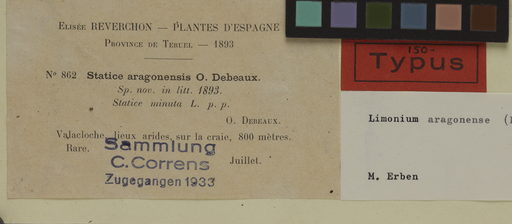 Elisée REVERCHON — PLANTES D'ESPAGNE
Province de Teruel — 1893
Nº 862 Statice aragonensis O. Debeaux.
Sp. nov. in litt. 1893.
Statice minuta L. p. p.
O. Debeaux.
Valacloche, lieux arides, sur la craie, 800 mètres.
Rare. Juillet.
Sammlung
C. Correns
Zugegangen 1933
150-
Typus
Limonium aragonense (
M. Erben